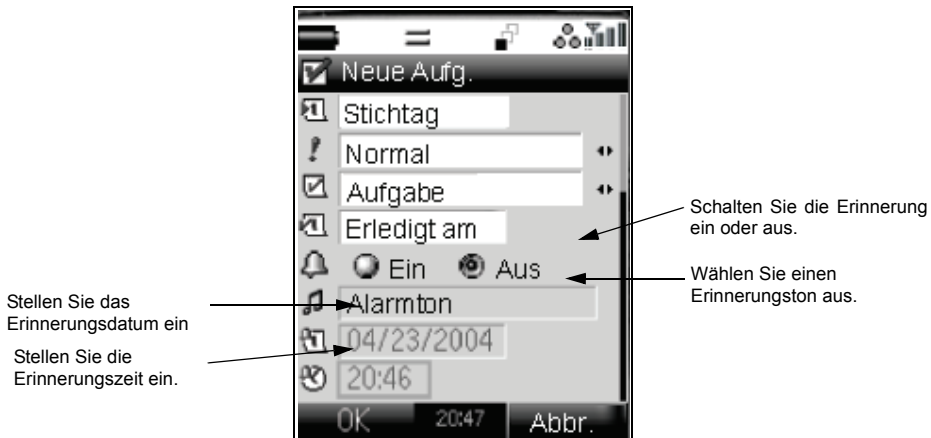 Neue Aufg.
Stichtag
Normal
Aufgabe
Erledigt am
Ein Aus
Alarmton
04/23/2004
20:46
OK 20:47 Abbr.
Schalten Sie die Erinnerung
ein oder aus.
Wählen Sie einen
Erinnerungston aus.
Stellen Sie das
Erinnerungsdatum ein
Stellen Sie die
Erinnerungszeit ein.